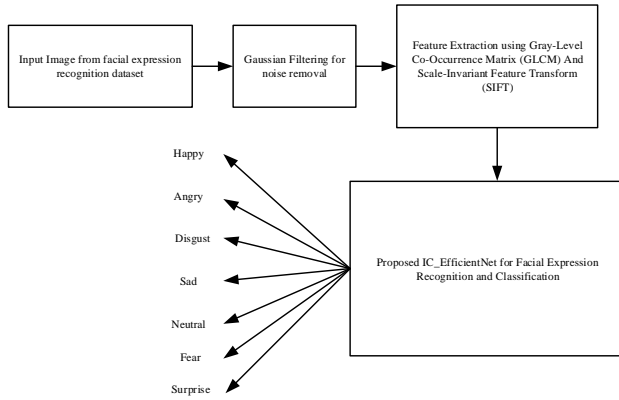 Input Image from facial expression
recognition dataset
Gaussian Filtering for
noise removal
Feature Extraction using Gray-Level
Co-Occurrence Matrix (GLCM) And
Scale-Invariant Feature Transform
(SIFT)
Proposed IC_EfficientNet for Facial Expression
Recognition and Classification
Happy
Angry
Disgust
Sad
Neutral
Fear
Surprise